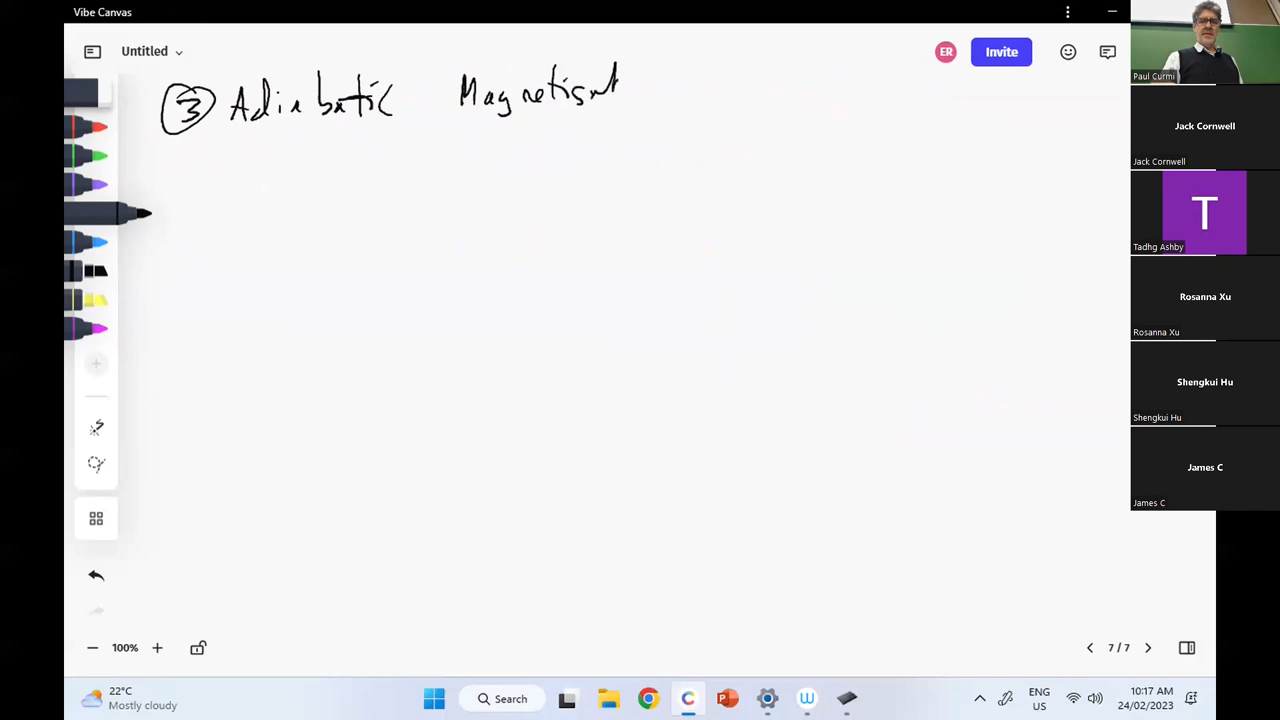 Vibe Canvas
Untitled
ER
Invite
③ Adiabatic Magnetism
Paul Curmi
Jack Cornwell
Jack Cornwell
T
Tadhg Ashby
Rosanna Xu
Rosanna Xu
Shengkui Hu
Shengkui Hu
James C
James C
100%
7 / 7
22°C
Mostly cloudy
Search
ENG
US
10:17 AM
24/02/2023